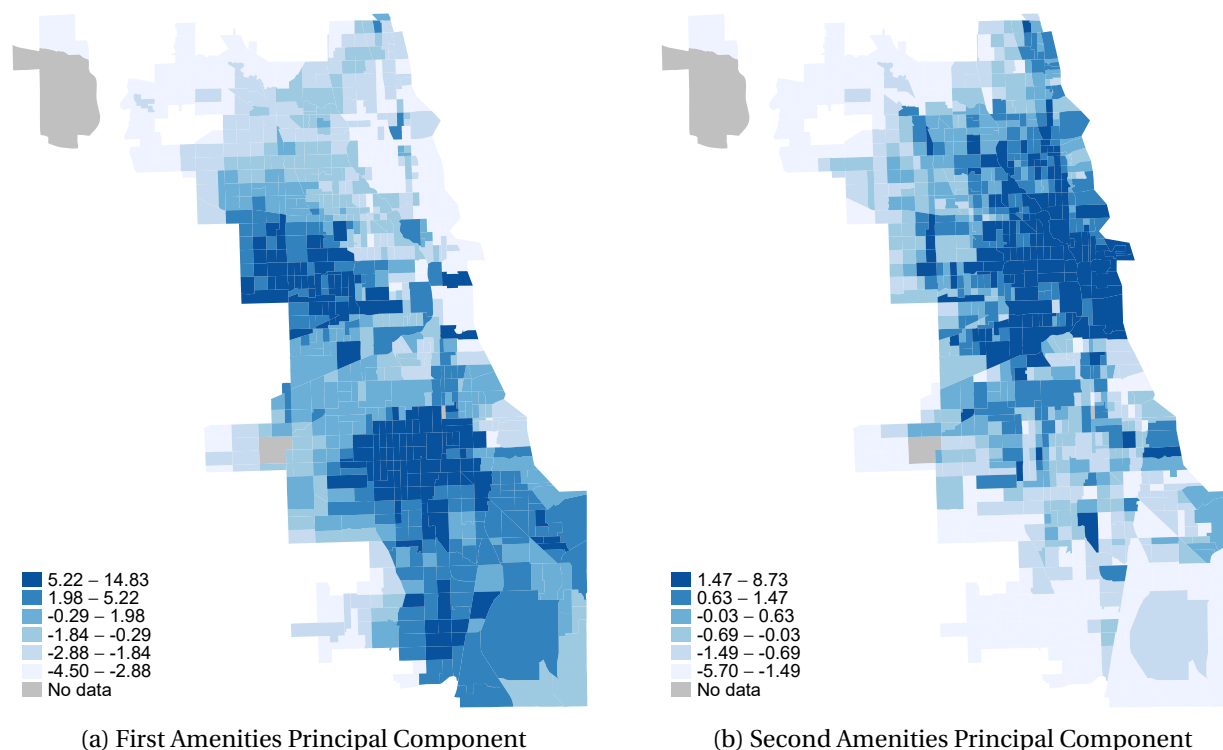 5.22 – 14.83
1.98 – 5.22
-0.29 – 1.98
-1.84 – -0.29
-2.88 – -1.84
-4.50 – -2.88
No data
(a) First Amenities Principal Component
1.47 – 8.73
0.63 – 1.47
-0.03 – 0.63
-0.69 – -0.03
-1.49 – -0.69
-5.70 – -1.49
No data
(b) Second Amenities Principal Component